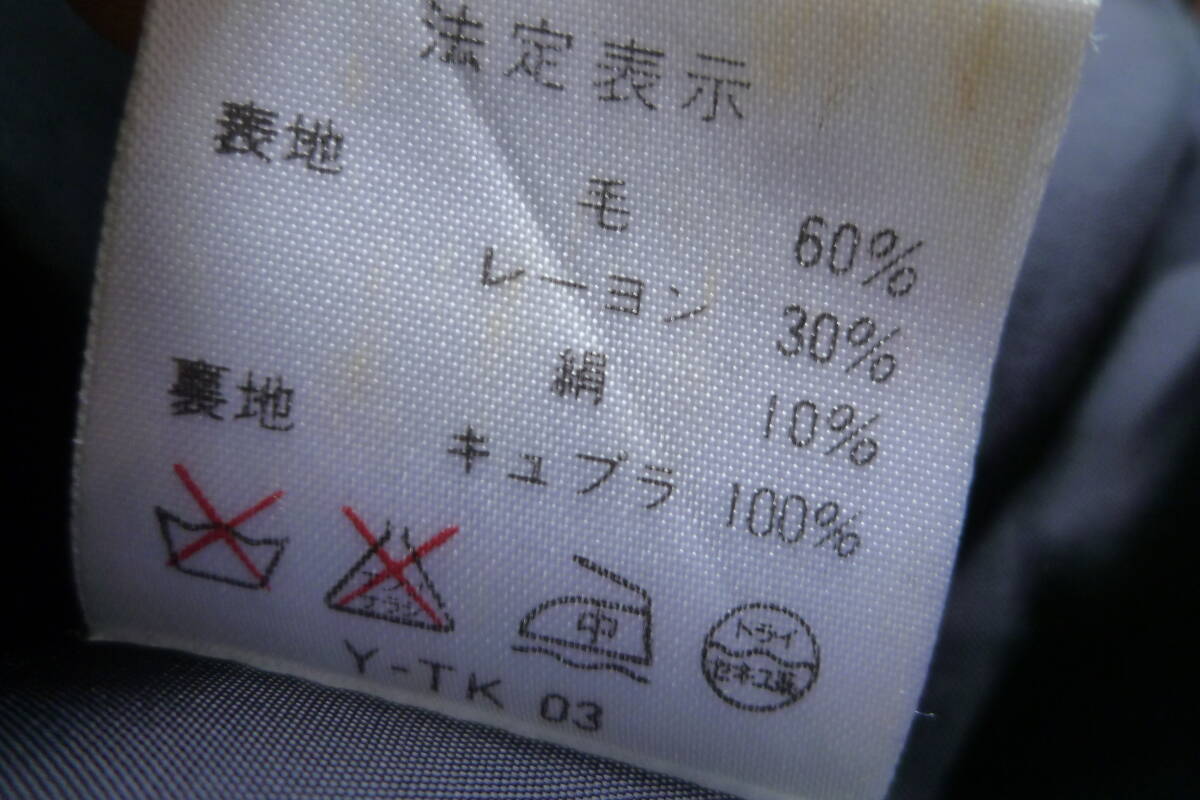 法定表示
表地
毛 60%
レーヨン 30%
絹 10%
裏地
キュプラ 100%
中
ドライ
セキユ系
Y-TK 03